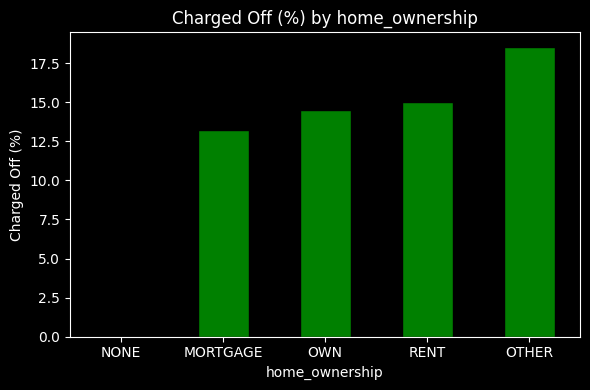 Charged Off (%) by home_ownership
Charged Off (%)
17.5
15.0
12.5
10.0
7.5
5.0
2.5
0.0
NONE MORTGAGE OWN RENT OTHER
home_ownership